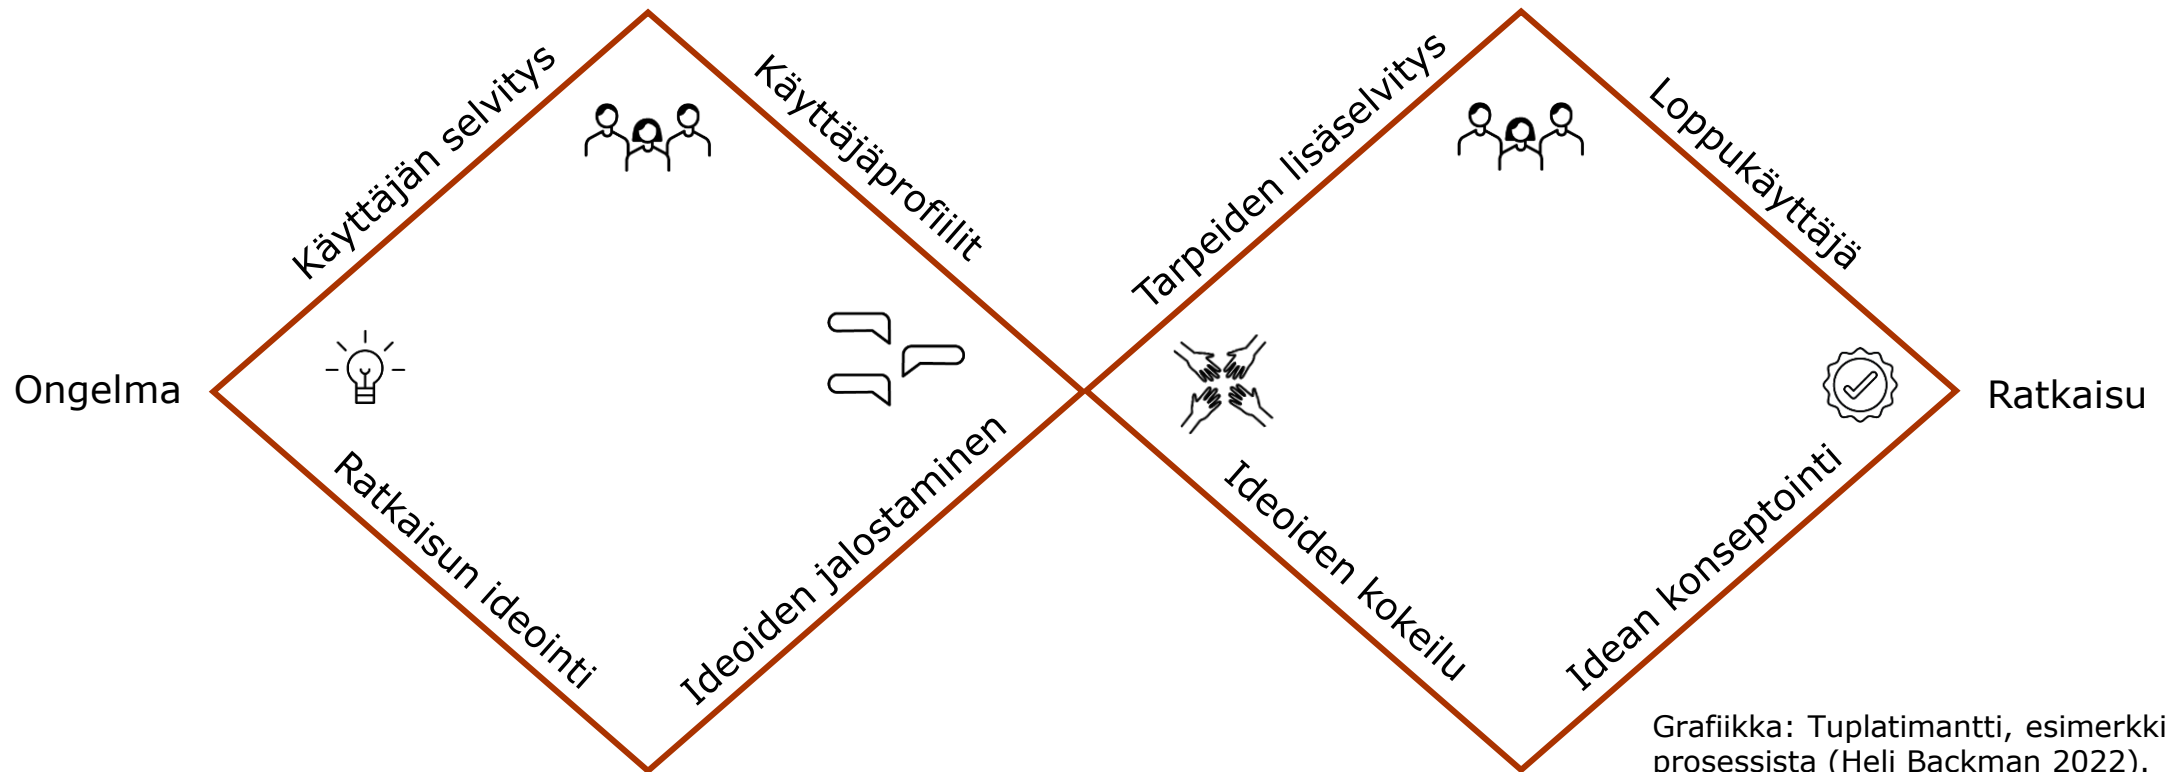 Ongelma
Käyttäjän selvitys
Käyttäjäprofiilit
Ratkaisun ideointi
Ideoiden jalostaminen
Tarpeiden lisäselvitys
Loppukäyttäjä
Ideoiden kokeilu
Idean konseptointi
Ratkaisu
Grafiikka: Tuplatimantti, esimerkki
prosessista (Heli Backman 2022).